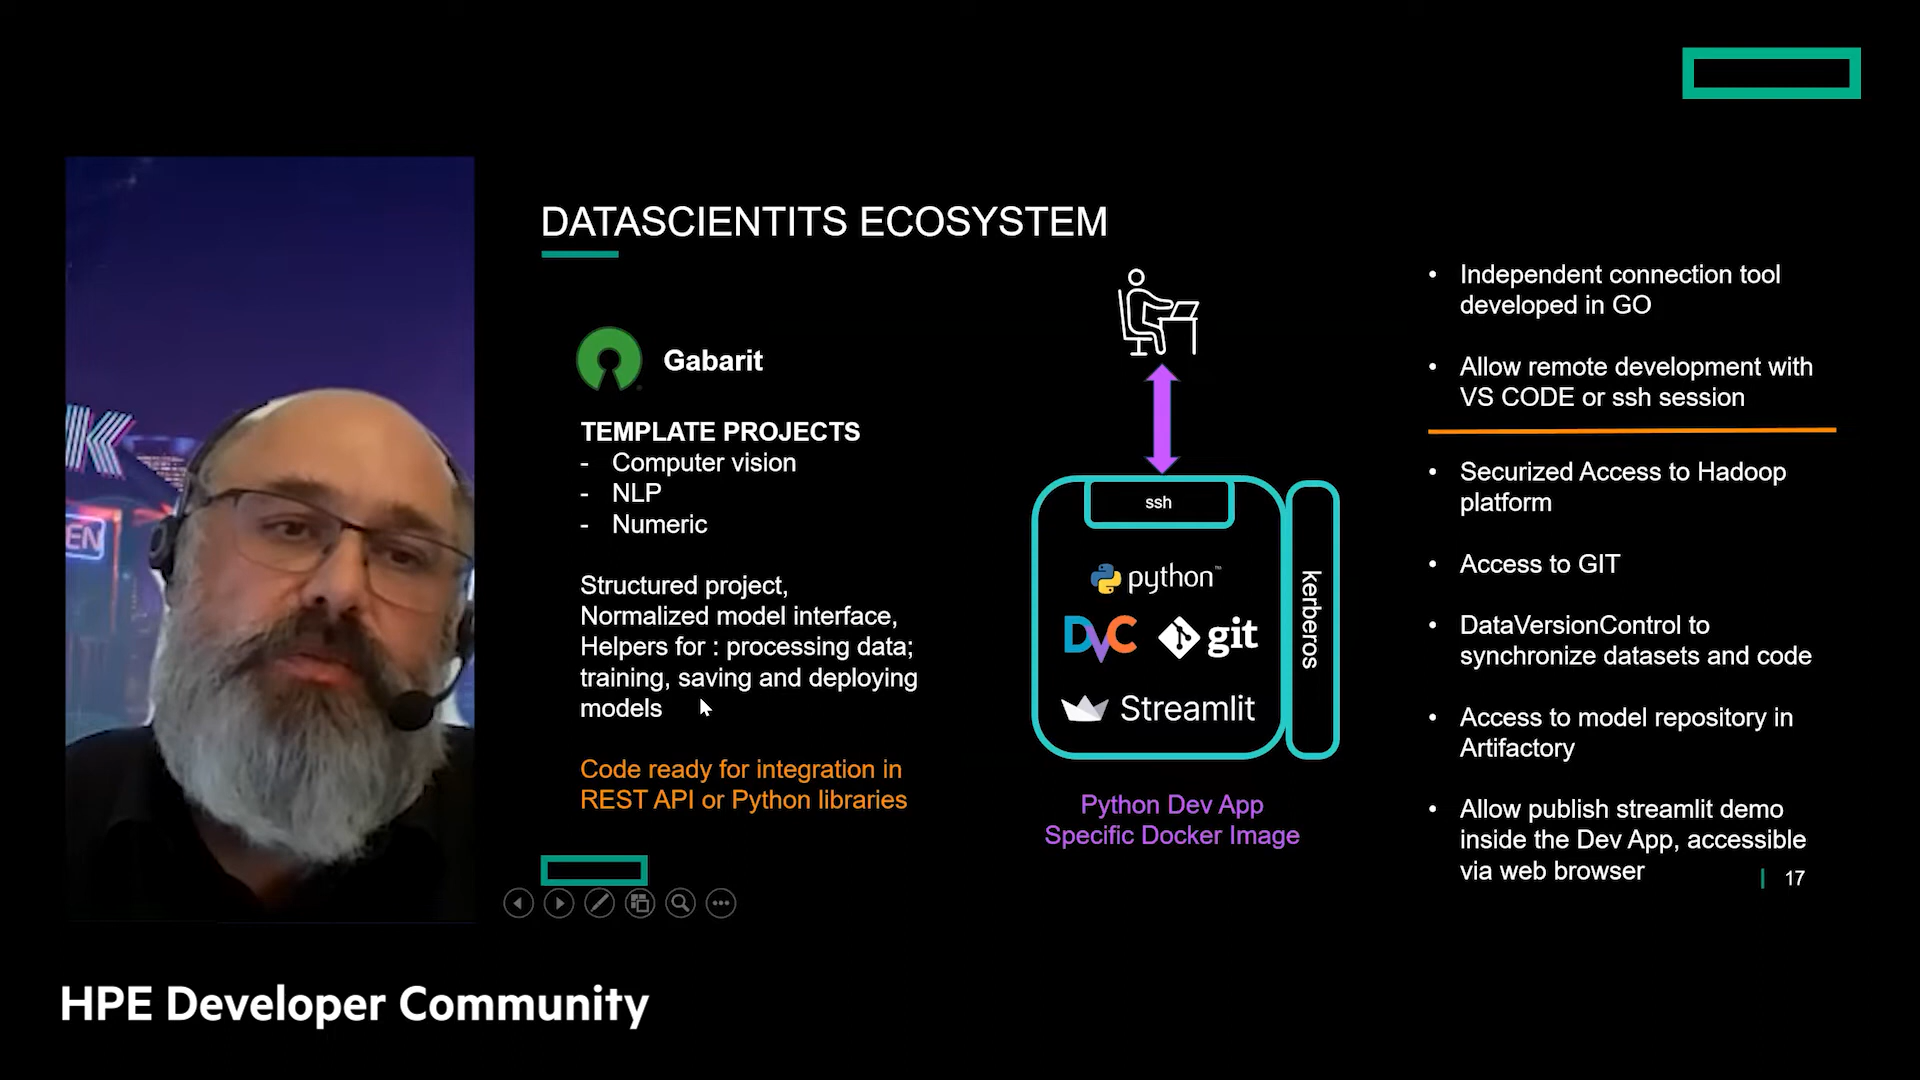 DATASCIENTITS ECOSYSTEM
Gabarit
TEMPLATE PROJECTS
- Computer vision
- NLP
- Numeric
Structured project,
Normalized model interface,
Helpers for : processing data;
training, saving and deploying
models
Code ready for integration in
REST API or Python libraries
K
EN
ssh
python™
DVC
git
Streamlit
kerberos
Python Dev App
Specific Docker Image
• Independent connection tool
developed in GO
• Allow remote development with
VS CODE or ssh session
• Securized Access to Hadoop
platform
• Access to GIT
• DataVersionControl to
synchronize datasets and code
• Access to model repository in
Artifactory
• Allow publish streamlit demo
inside the Dev App, accessible
via web browser
17
HPE Developer Community